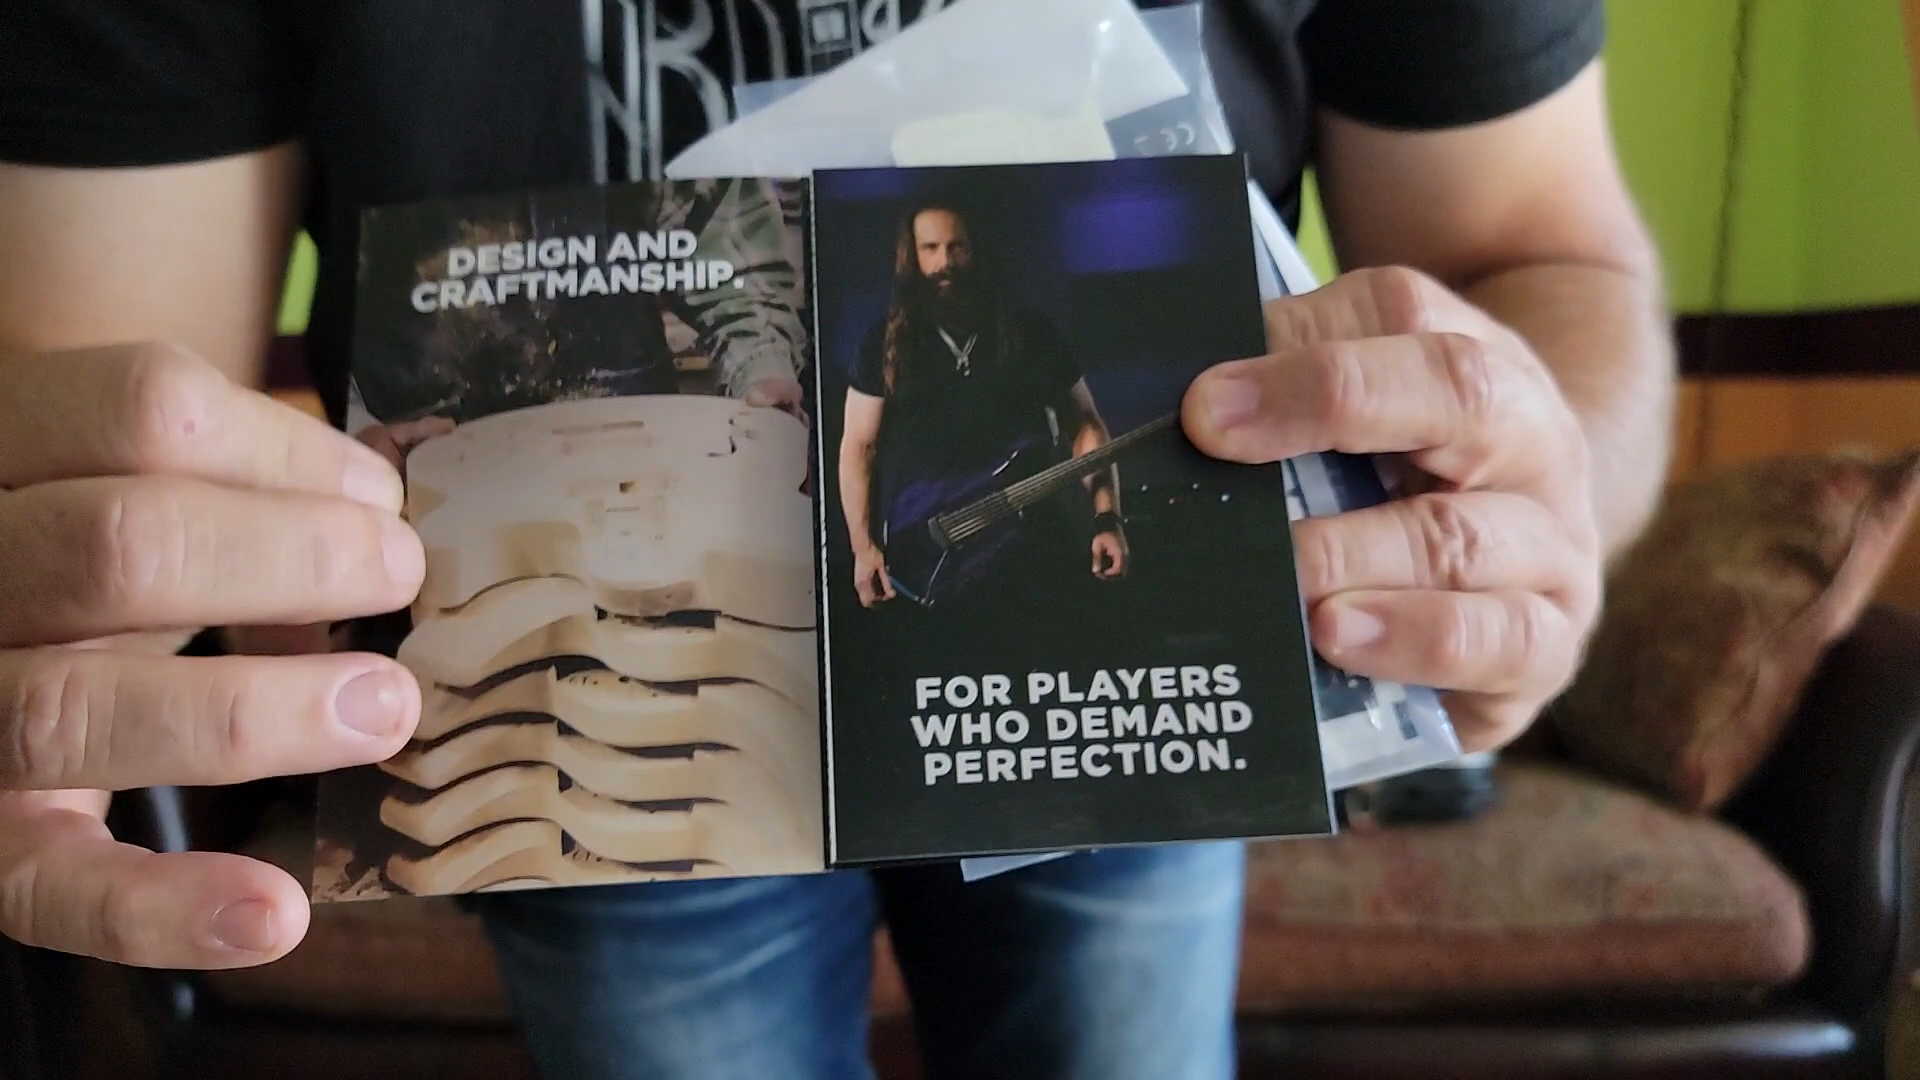 DESIGN AND
CRAFTMANSHIP.
FOR PLAYERS
WHO DEMAND
PERFECTION.